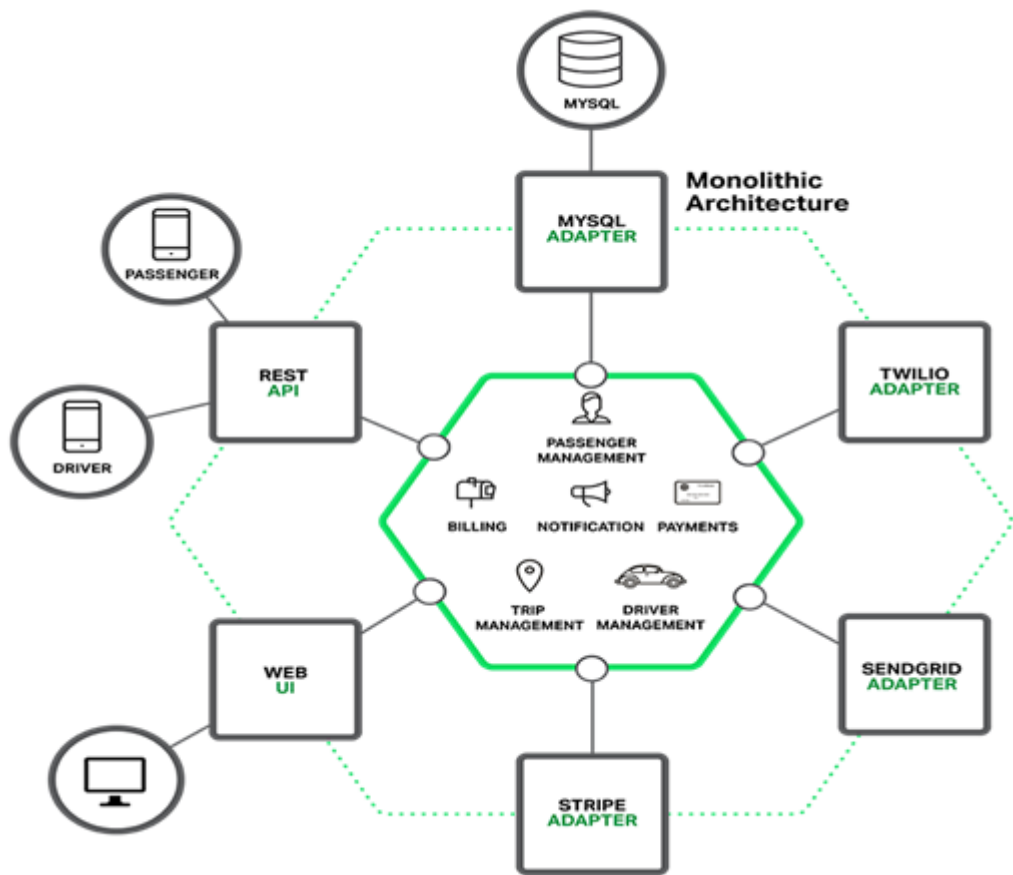 MYSQL
Monolithic
Architecture
MYSQL
ADAPTER
PASSENGER
REST
API
TWILIO
ADAPTER
DRIVER
PASSENGER
MANAGEMENT
BILLING
NOTIFICATION
PAYMENTS
TRIP
MANAGEMENT
DRIVER
MANAGEMENT
WEB
UI
SENDGRID
ADAPTER
STRIPE
ADAPTER